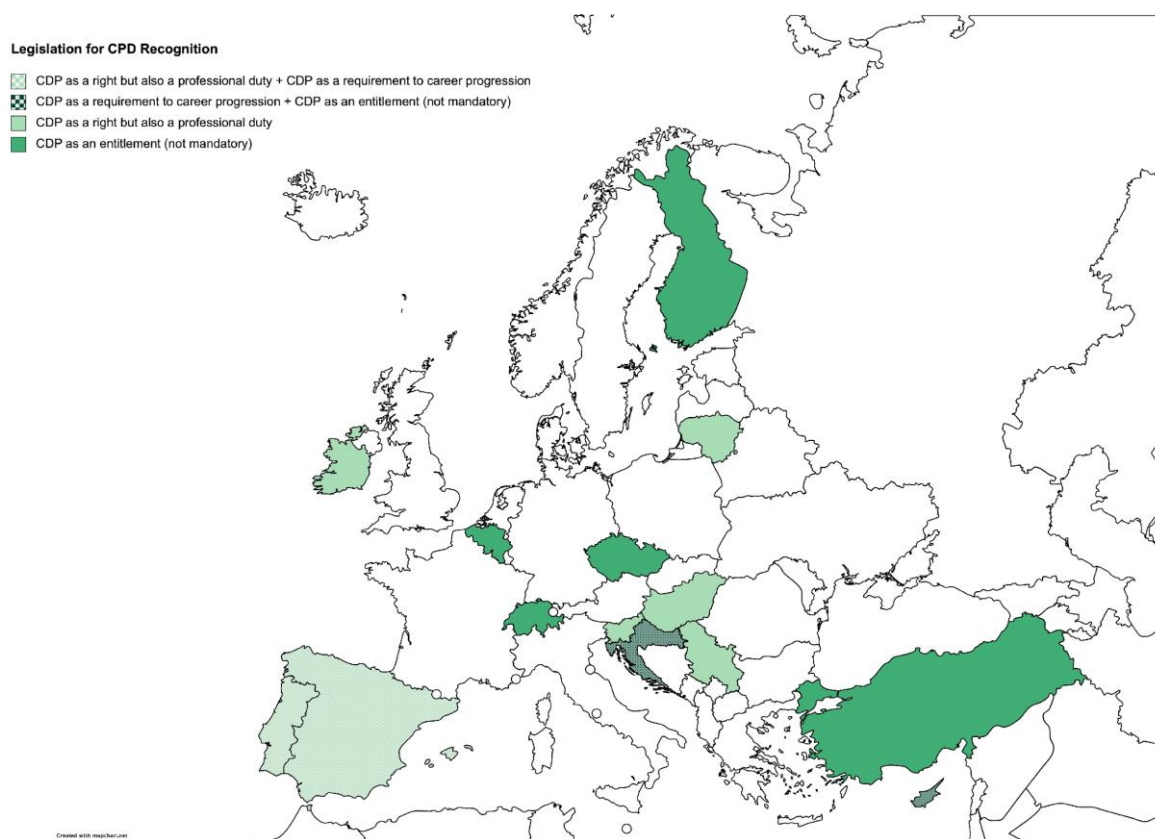 Legislation for CPD Recognition
CDP as a right but also a professional duty + CDP as a requirement to career progression
CDP as a requirement to career progression + CDP as an entitlement (not mandatory)
CDP as a right but also a professional duty
CDP as an entitlement (not mandatory)
Created with mapchart.net